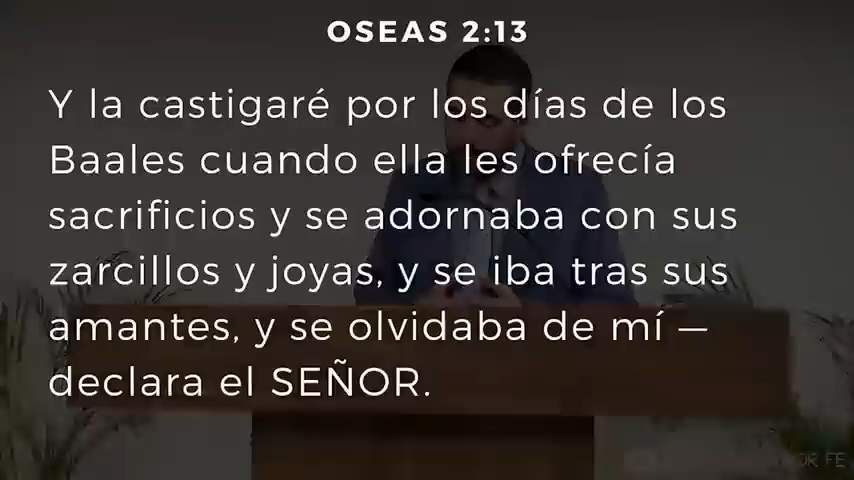 OSEAS 2:13
Y la castigaré por los días de los
Baales cuando ella les ofrecía
sacrificios y se adornaba con sus
zarcillos y joyas, y se iba tras sus
amantes, y se olvidaba de mí —
declara el SEÑOR.
FE